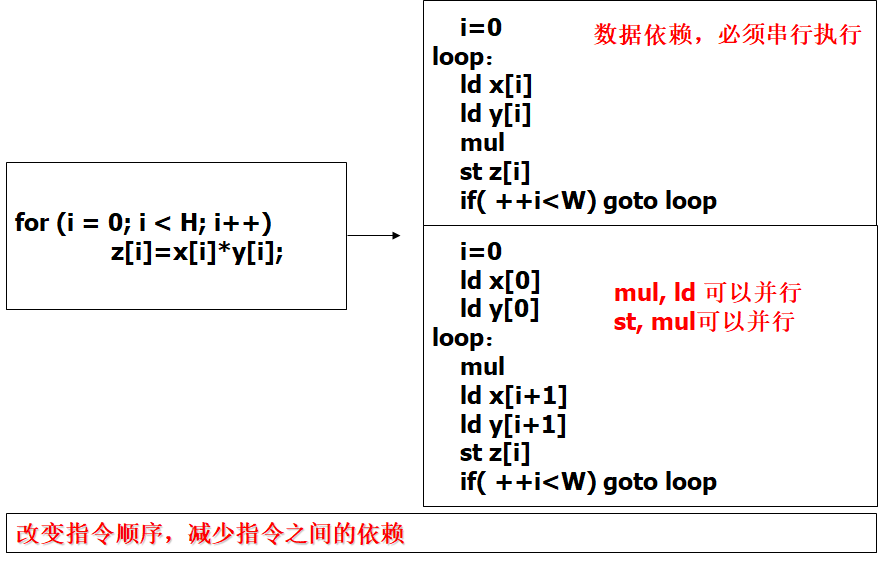 for (i = 0; i < H; i++)
z[i]=x[i]*y[i];
i=0
数据依赖，必须串行执行
loop：
ld x[i]
ld y[i]
mul
st z[i]
if( ++i<W) goto loop
i=0
ld x[0]
ld y[0]
mul, ld 可以并行
st, mul可以并行
loop：
mul
ld x[i+1]
ld y[i+1]
st z[i]
if( ++i<W) goto loop
改变指令顺序，减少指令之间的依赖